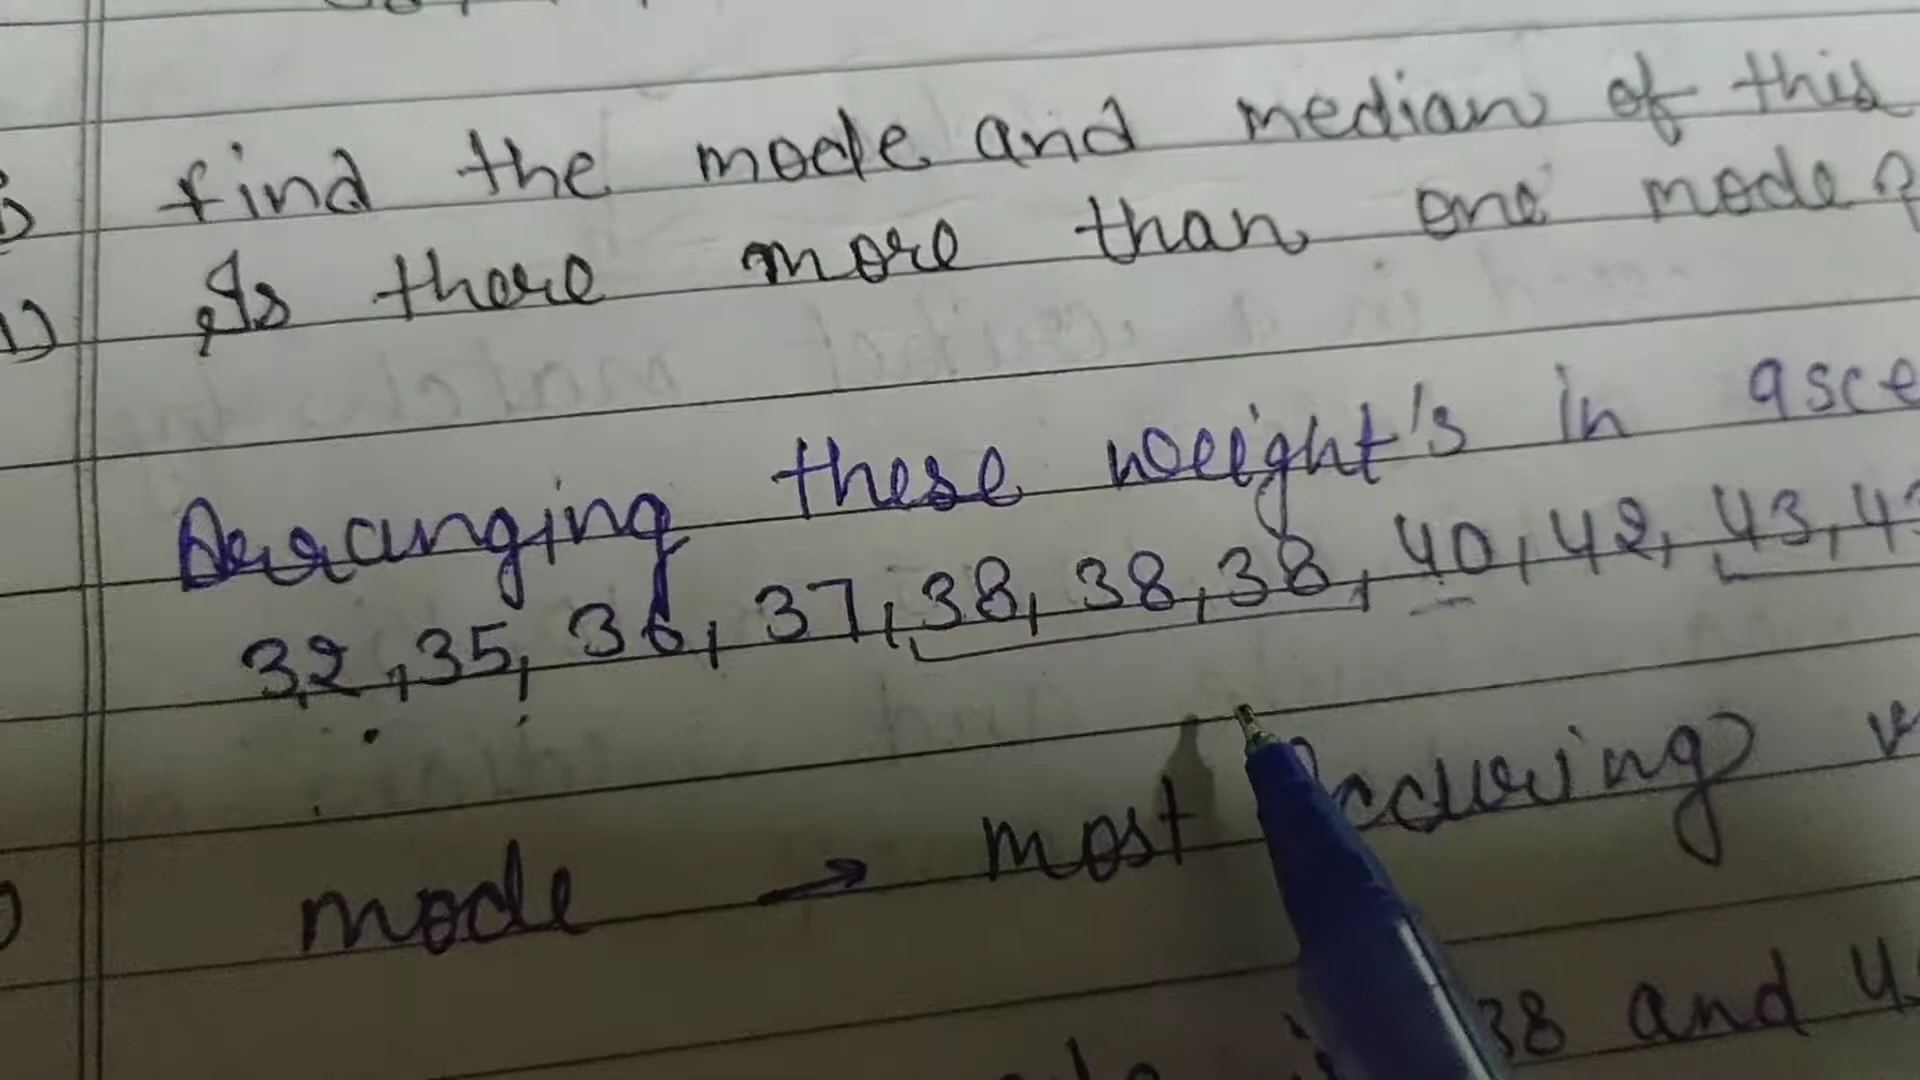 find the mode and median of this
Is there more than one mode?
Arranging these weight's in asce
32, 35, 36, 37, 38, 38, 38, 40, 42, 43, 43
mode → most occuring
38 and 4